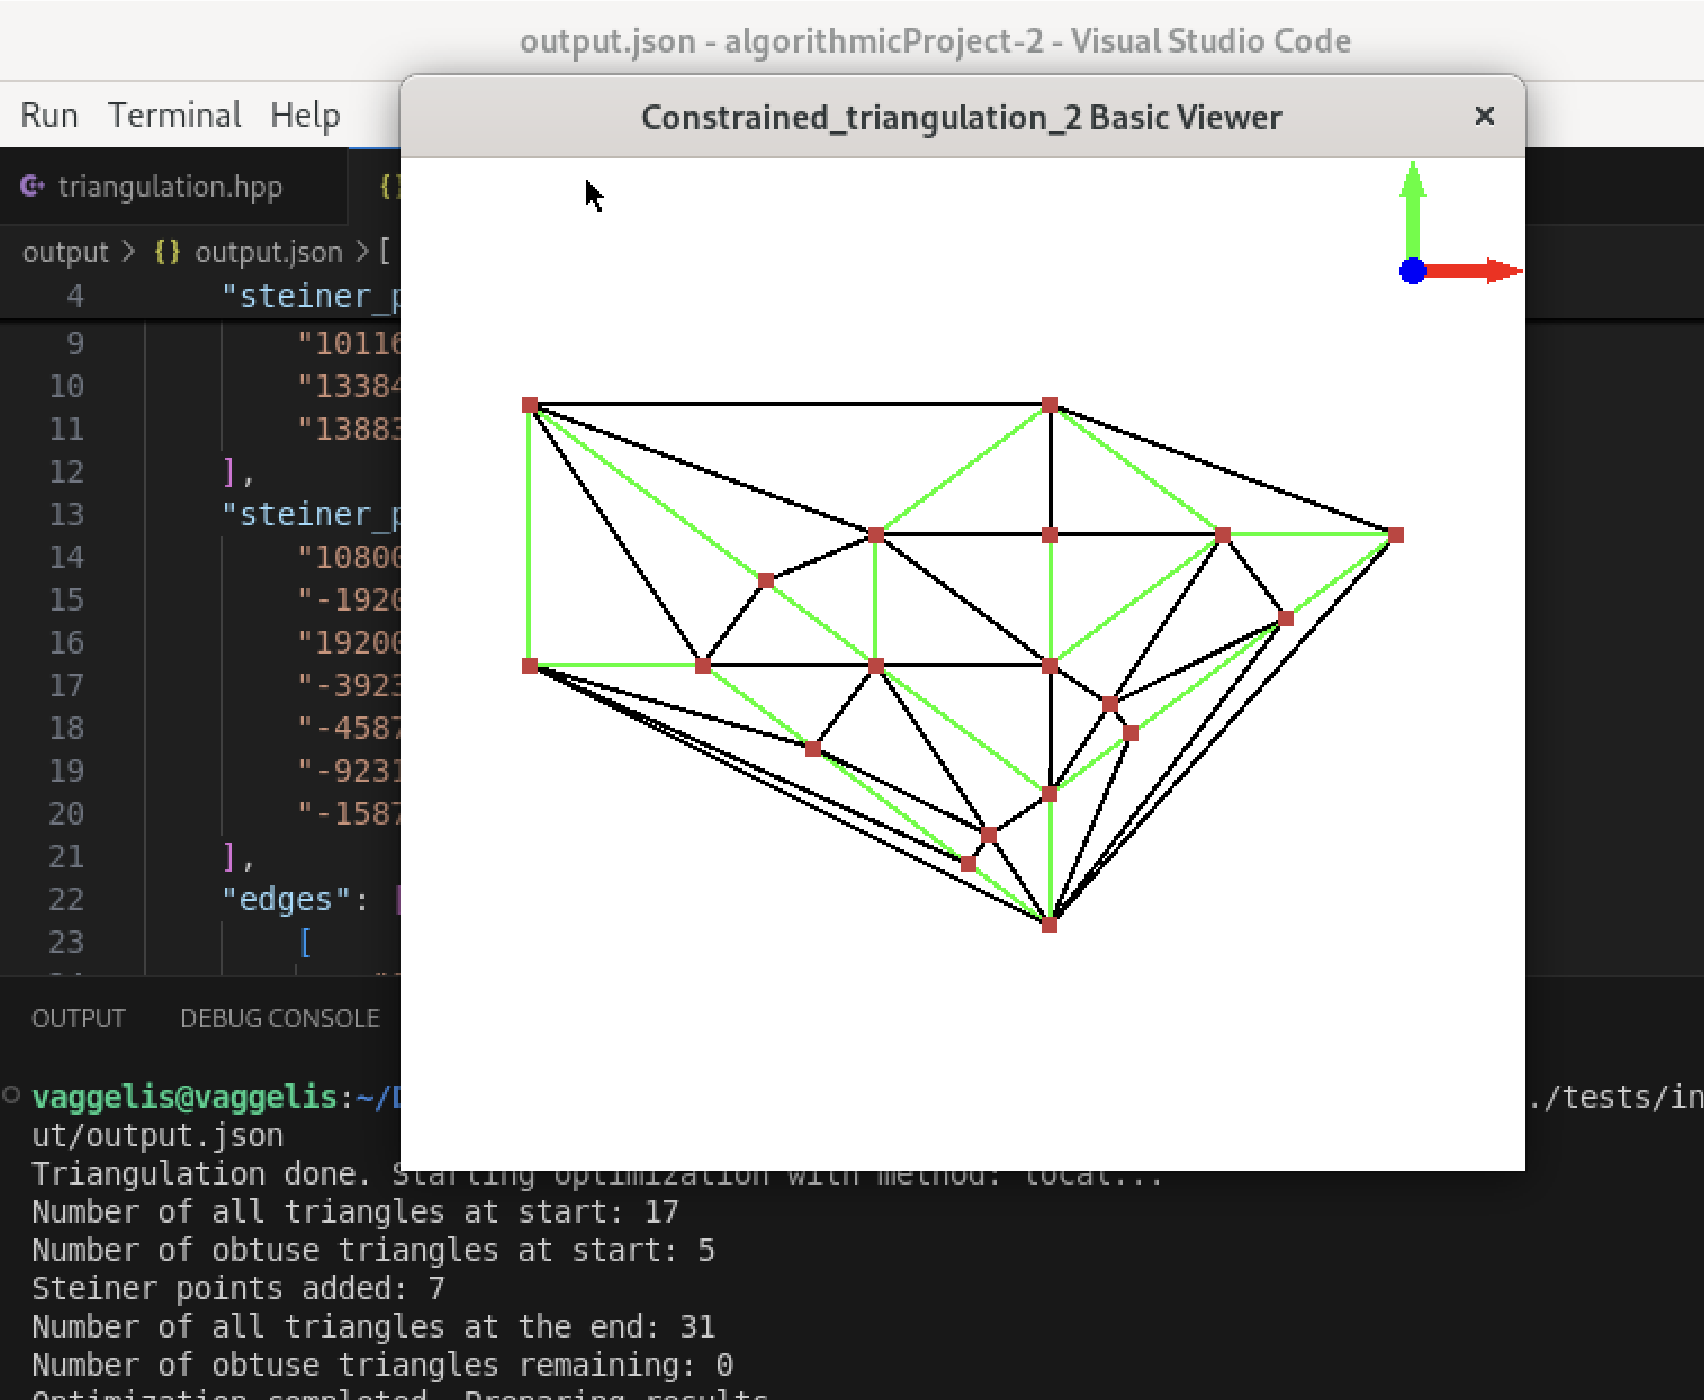 output.json - algorithmicProject-2 - Visual Studio Code
Run Terminal Help
Constrained_triangulation_2 Basic Viewer
triangulation.hpp {}
output > {} output.json > [
4 "steiner_p
9 "10116
10 "13384
11 "13883
12 ],
13 "steiner_p
14 "10800
15 "-1920
16 "19200
17 "-3923
18 "-4587
19 "-9231
20 "-1587
21 ],
22 "edges": [
23 [
OUTPUT DEBUG CONSOLE
vaggelis@vaggelis:~/D ./tests/in
ut/output.json
Triangulation done. Starting optimization with method: local...
Number of all triangles at start: 17
Number of obtuse triangles at start: 5
Steiner points added: 7
Number of all triangles at the end: 31
Number of obtuse triangles remaining: 0
Optimization completed. Preparing results